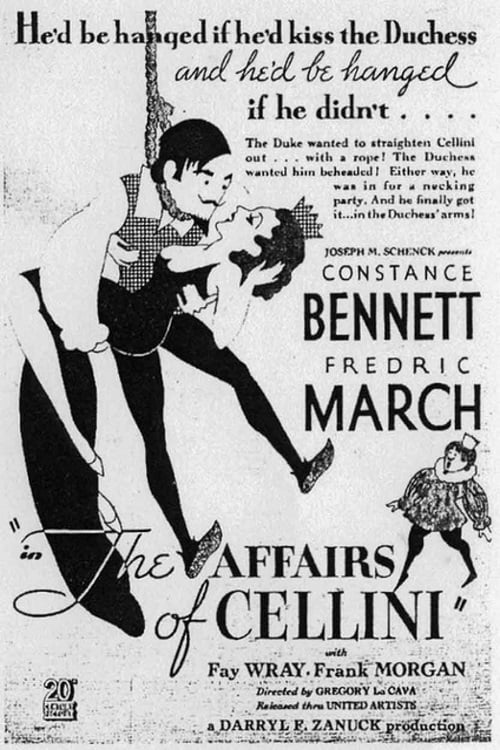 He'd be hanged if he'd kiss the Duchess
and he'd be hanged
if he didn't . . . .
The Duke wanted to straighten Cellini
out . . . with a rope! The Duchess
wanted him beheaded! Either way, he
was in for a necking
party. And he finally got
it...in the Duchess' arms!
JOSEPH M. SCHENCK presents
CONSTANCE
BENNETT
FREDRIC
MARCH
"in The AFFAIRS
of CELLINI"
with
Fay WRAY · Frank MORGAN
Directed by GREGORY La CAVA
Released thru UNITED ARTISTS
a DARRYL F. ZANUCK production
20th